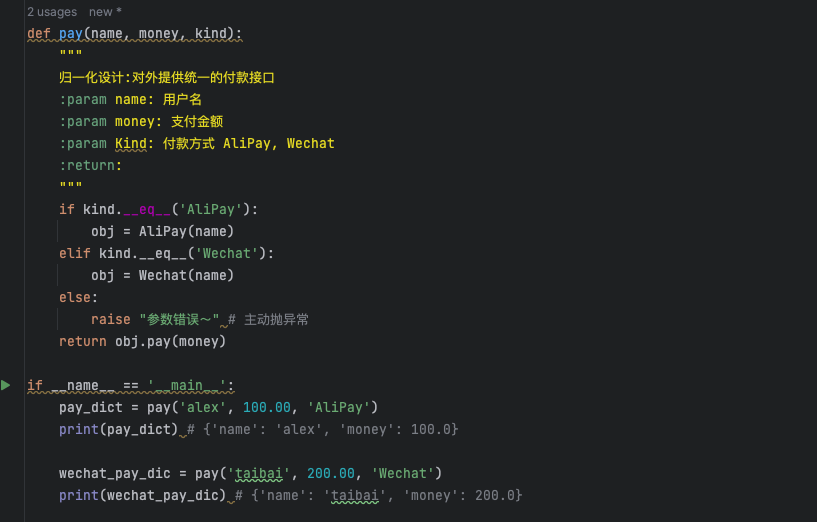 2 usages   new *
def pay(name, money, kind):
    """
    归一化设计:对外提供统一的付款接口
    :param name: 用户名
    :param money: 支付金额
    :param Kind: 付款方式 AliPay, Wechat
    :return:
    """
    if kind.__eq__('AliPay'):
        obj = AliPay(name)
    elif kind.__eq__('Wechat'):
        obj = Wechat(name)
    else:
        raise "参数错误～" # 主动抛异常
    return obj.pay(money)

if __name__ == '__main__':
    pay_dict = pay('alex', 100.00, 'AliPay')
    print(pay_dict) # {'name': 'alex', 'money': 100.0}

    wechat_pay_dic = pay('taibai', 200.00, 'Wechat')
    print(wechat_pay_dic) # {'name': 'taibai', 'money': 200.0}